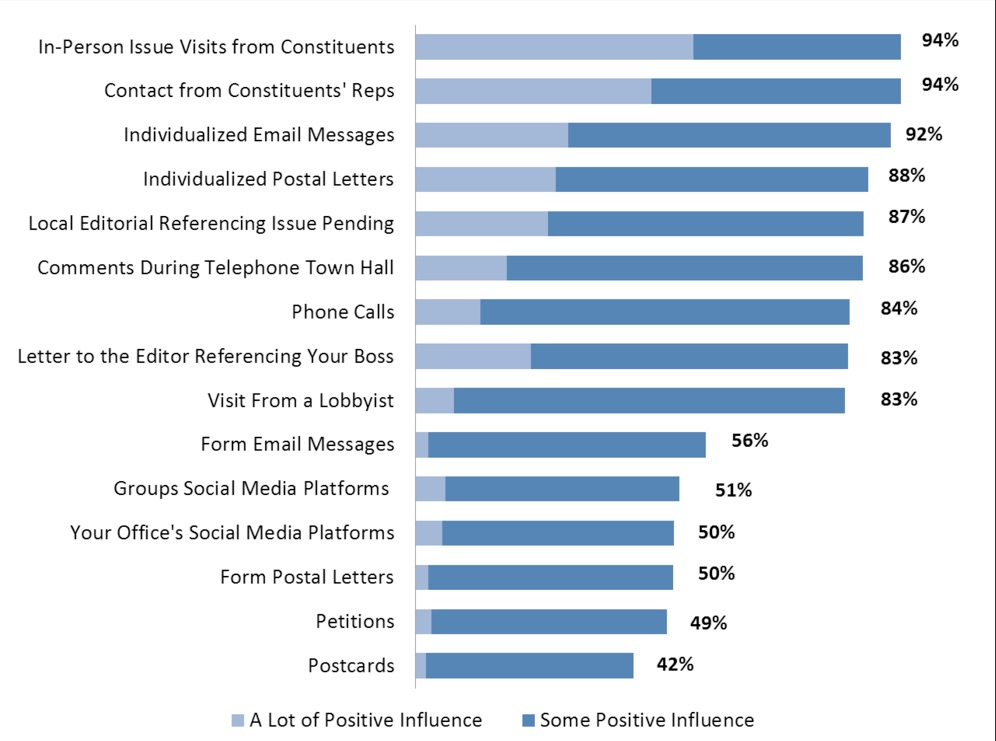 In-Person Issue Visits from Constituents 94%
Contact from Constituents' Reps 94%
Individualized Email Messages 92%
Individualized Postal Letters 88%
Local Editorial Referencing Issue Pending 87%
Comments During Telephone Town Hall 86%
Phone Calls 84%
Letter to the Editor Referencing Your Boss 83%
Visit From a Lobbyist 83%
Form Email Messages 56%
Groups Social Media Platforms 51%
Your Office's Social Media Platforms 50%
Form Postal Letters 50%
Petitions 49%
Postcards 42%
A Lot of Positive Influence Some Positive Influence